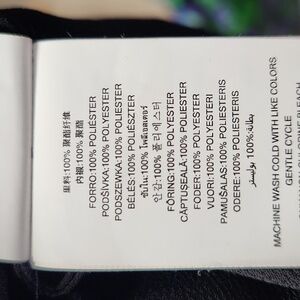 里料:100% 聚酯纤维
内襯:100% 聚酯
FORRO:100% POLIÉSTER
PODŠÍVKA:100% POLYESTER
PODSZEWKA:100% POLIESTER
BÉLÉS:100% POLIÉSZTER
ซับใน:100% โพลีเอสเตอร์
안감:100% 폴리에스터
FÓRING:100% POLYESTER
CĂPTUȘEALĂ:100% POLIESTER
FODER:100% POLYESTER
VUORI:100% POLYESTERI
PAMUŠALAS:100% POLIESTERIS
ODERE:100% POLIESTERIS
بطانة:100% بوليستر
MACHINE WASH COLD WITH LIKE COLORS
GENTLE CYCLE